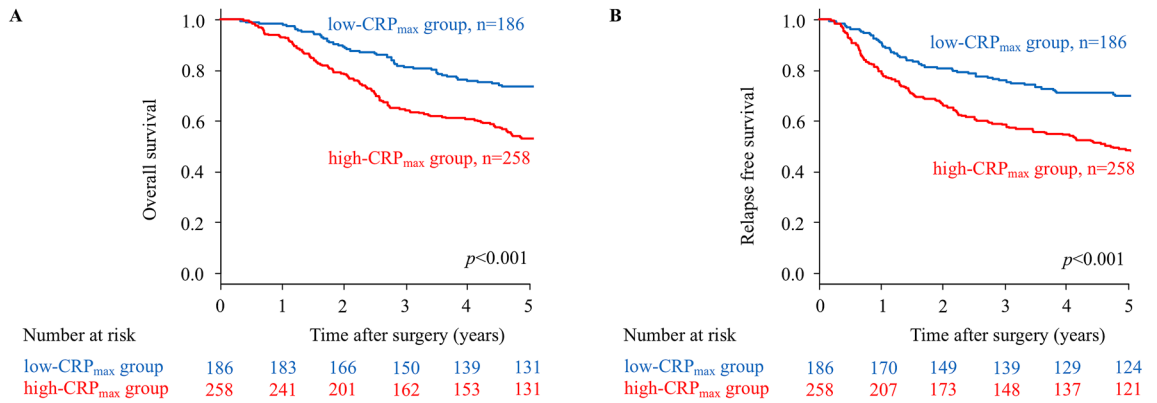 A
Overall survival
1.0
0.8
0.6
0.4
0.2
0.0
low-CRPmax group, n=186
high-CRPmax group, n=258
p<0.001
0 1 2 3 4 5
Number at risk Time after surgery (years)
low-CRPmax group 186 183 166 150 139 131
high-CRPmax group 258 241 201 162 153 131
B
Relapse free survival
1.0
0.8
0.6
0.4
0.2
0.0
low-CRPmax group, n=186
high-CRPmax group, n=258
p<0.001
0 1 2 3 4 5
Number at risk Time after surgery (years)
low-CRPmax group 186 170 149 139 129 124
high-CRPmax group 258 207 173 148 137 121